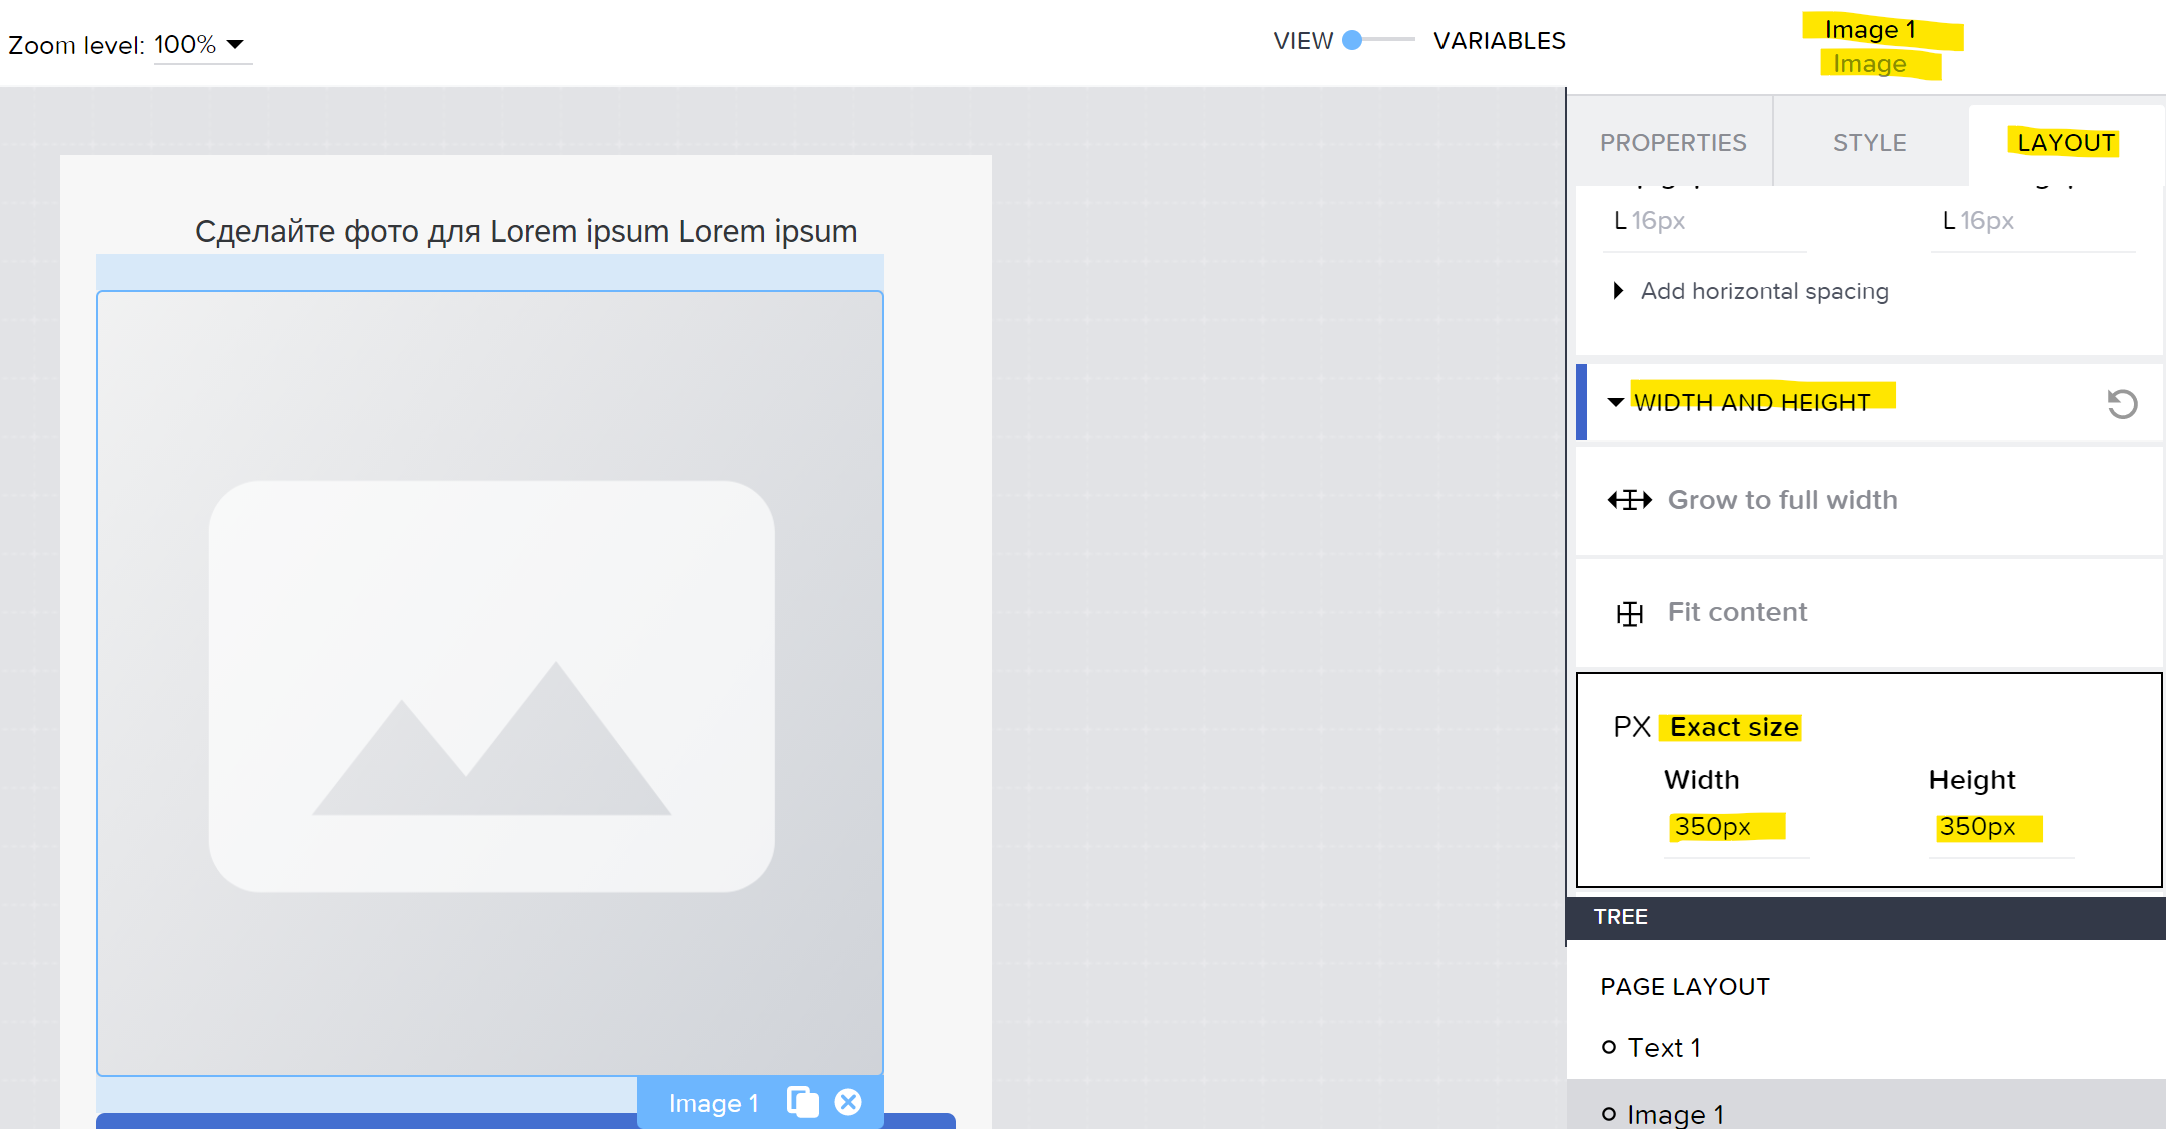 Zoom level: 100%
VIEW VARIABLES
Image 1
Image
PROPERTIES STYLE LAYOUT
L 16px L 16px
Add horizontal spacing
WIDTH AND HEIGHT
Grow to full width
Fit content
PX Exact size
Width Height
350px 350px
TREE
PAGE LAYOUT
Text 1
Image 1
Сделайте фото для Lorem ipsum Lorem ipsum
Image 1